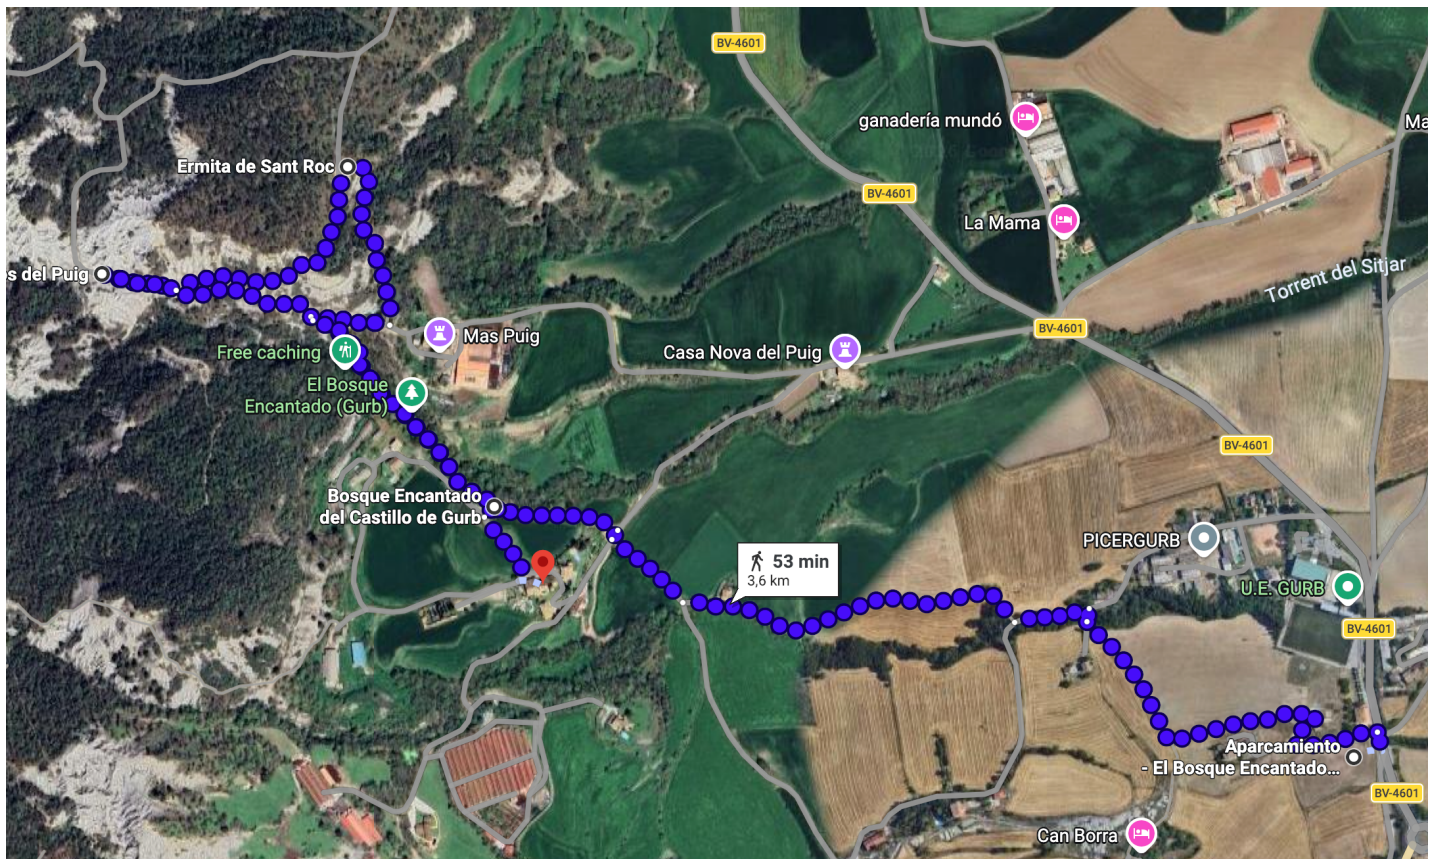 BV-4601
ganadería mundó
Ma
Ermita de Sant Roc
BV-4601
La Mama
s del Puig
Torrent del Sitjar
BV-4601
Mas Puig
Free caching
Casa Nova del Puig
El Bosque
Encantado (Gurb)
BV-4601
Bosque Encantado
del Castillo de Gurb
PICERGURB
53 min
3,6 km
U.E. GURB
BV-4601
Aparcamiento
- El Bosque Encantado...
BV-4601
Can Borra